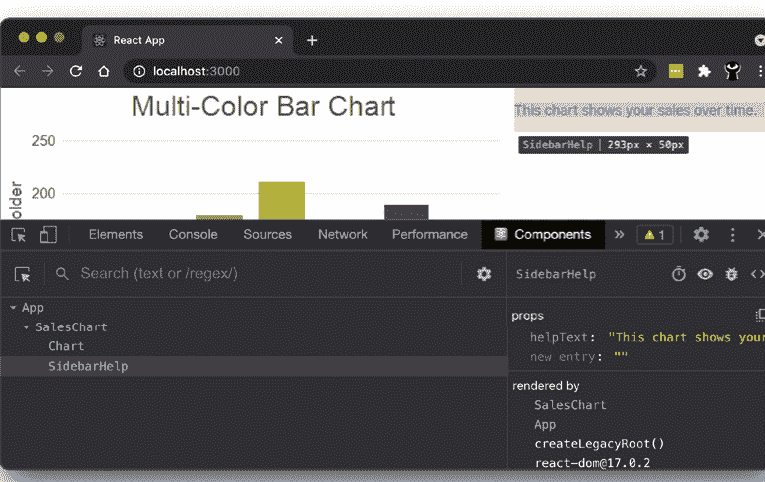 React App
localhost:3000
Multi-Color Bar Chart
This chart shows your sales over time.
SidebarHelp | 293px × 50px
250
200
older
Elements Console Sources Network Performance Components » 1
Search (text or /regex/)
SidebarHelp
App
SalesChart
Chart
SidebarHelp
props
helpText: "This chart shows your
new entry: ""
rendered by
SalesChart
App
createLegacyRoot()
react-dom@17.0.2